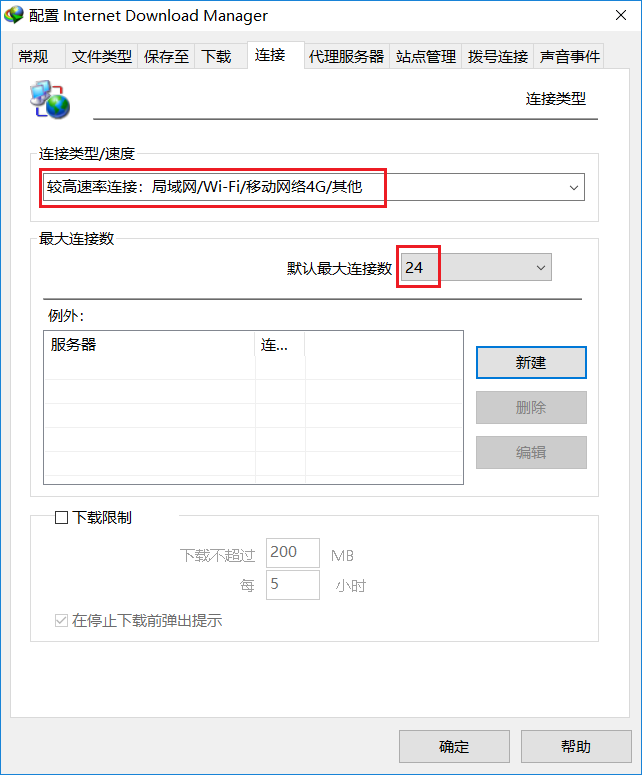 配置 Internet Download Manager
常规 文件类型 保存至 下载 连接 代理服务器 站点管理 拨号连接 声音事件
连接类型
连接类型/速度
较高速率连接：局域网/Wi-Fi/移动网络4G/其他
最大连接数
默认最大连接数 24
例外：
服务器 连...
新建
删除
编辑
下载限制
下载不超过 200 MB
每 5 小时
在停止下载前弹出提示
确定 帮助